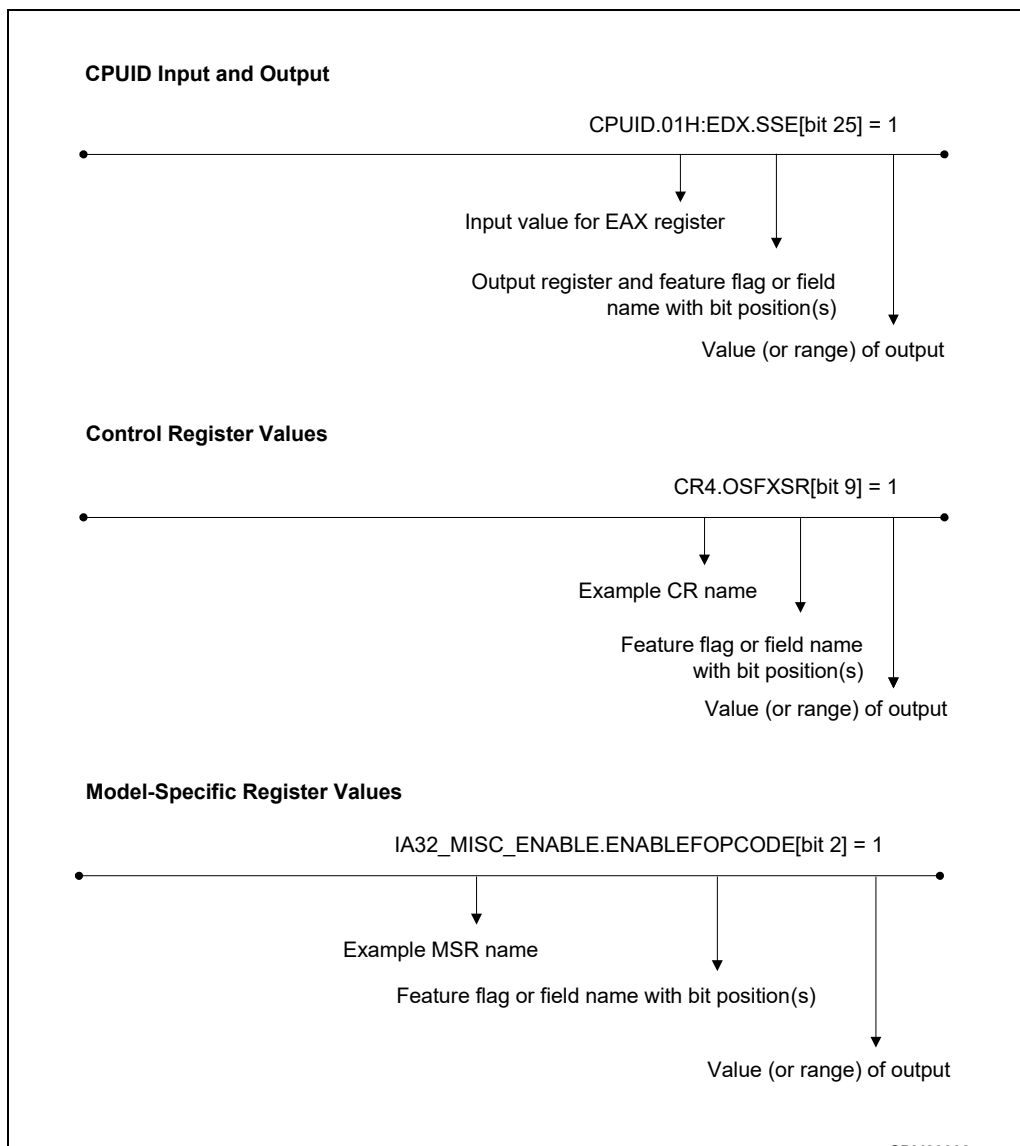 CPUID Input and Output
CPUID.01H:EDX.SSE[bit 25] = 1
Input value for EAX register
Output register and feature flag or field
name with bit position(s)
Value (or range) of output
Control Register Values
CR4.OSFXSR[bit 9] = 1
Example CR name
Feature flag or field name
with bit position(s)
Value (or range) of output
Model-Specific Register Values
IA32_MISC_ENABLE.ENABLEFOPCODE[bit 2] = 1
Example MSR name
Feature flag or field name with bit position(s)
Value (or range) of output